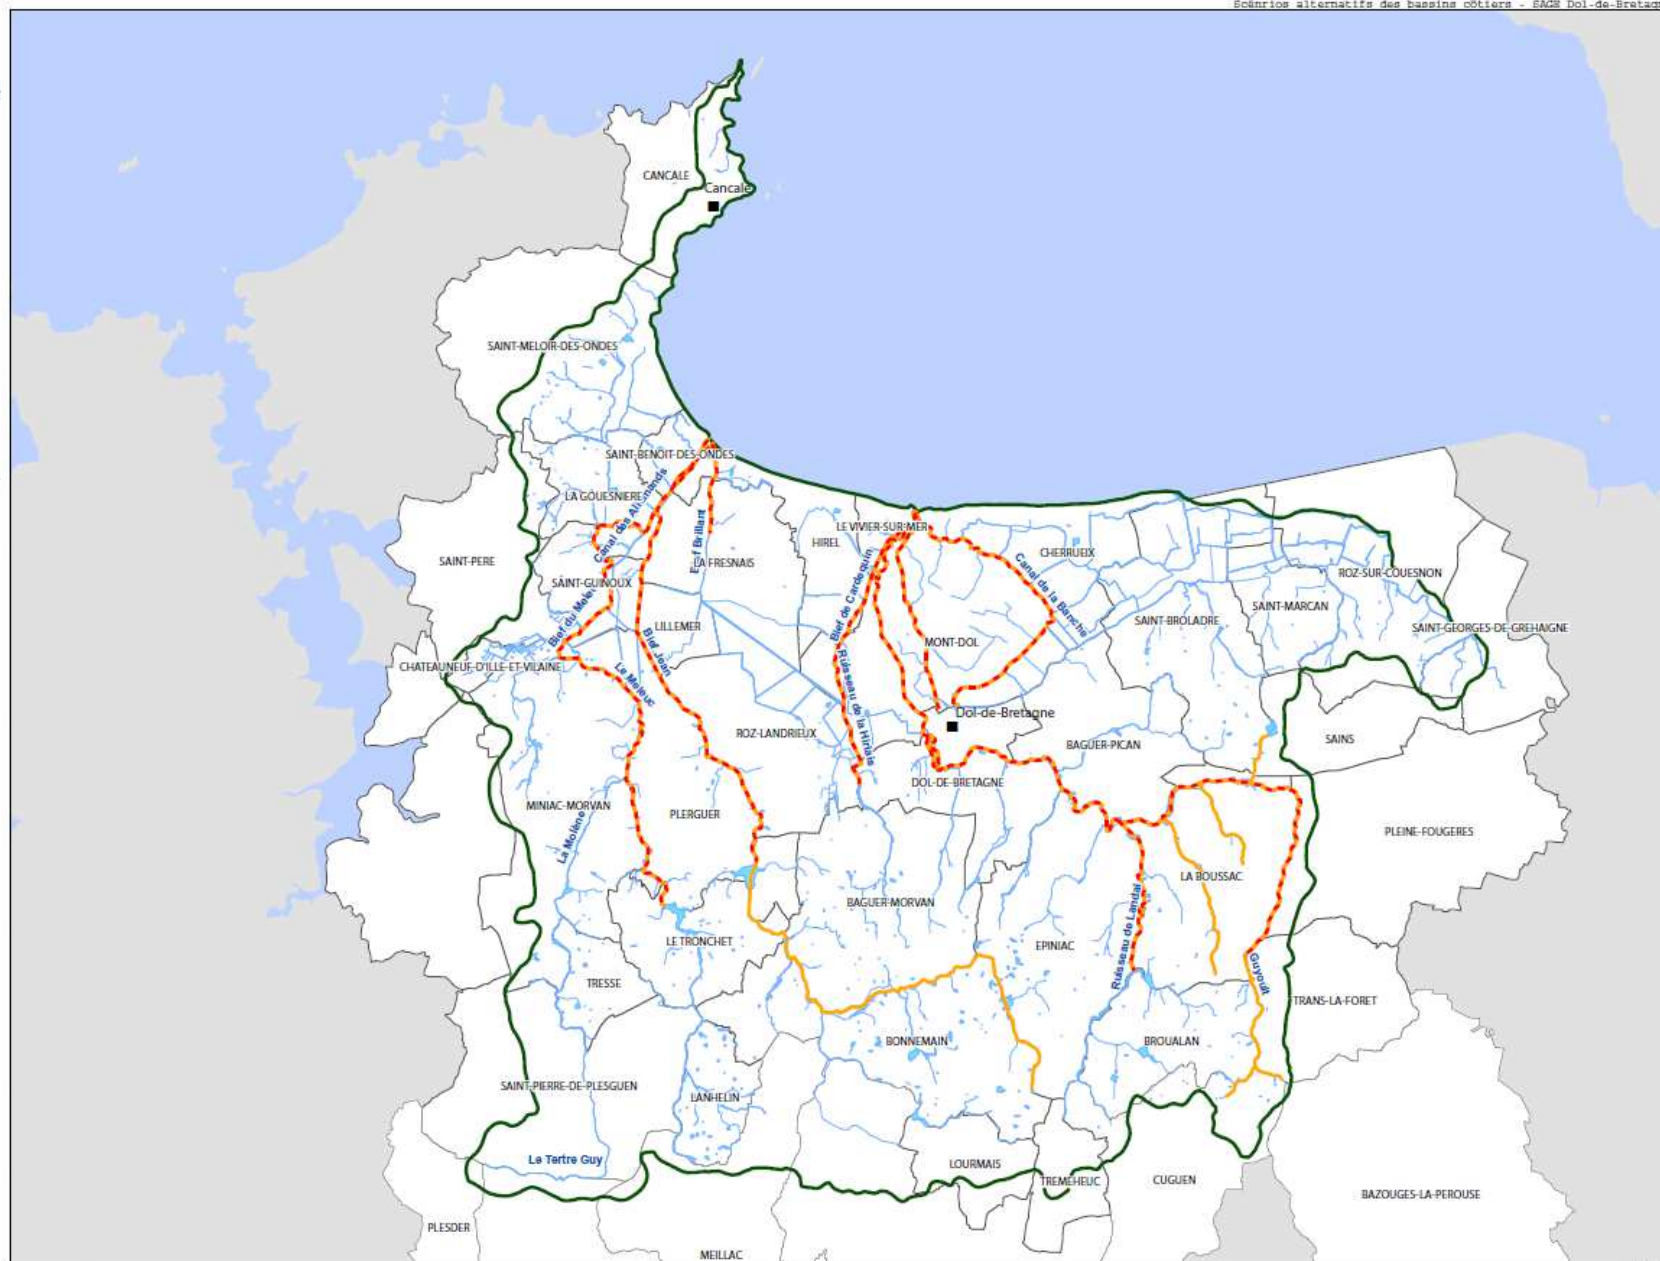 Scénrios alternatifs des bassins côtiers - SAGE Dol-de-Bretagn
CANCALE
Cancale
SAINT-MELOIR-DES-ONDES
SAINT-BENOIT-DES-ONDES
LA GOUESNIERE
Canal des Allemands
LE VIVIER-SUR-MER
HIREL
CHERRUEIX
SAINT-PERE
Brillant
LA FRESNAIS
Canal de la Banche
ROZ-SUR-COUESNON
SAINT-GUINOUX
Bief de Cardequin
SAINT-MARCAN
Bief du Meleuc
LILLEMER
SAINT-BROLADRE
SAINT-GEORGES-DE-GREHAIGNE
MONT-DOL
Bief Jean
CHATEAUNEUF-D'ILLE-ET-VILAINE
Le Meleuc
Ruisseau de la Hirlais
Dol-de-Bretagne
ROZ-LANDRIEUX
SAINS
BAGUER-PICAN
DOL-DE-BRETAGNE
MINIAC-MORVAN
PLERGUER
La Molène
PLEINE-FOUGERES
LA BOUSSAC
BAGUER-MORVAN
LE TRONCHET
EPINIAC
Ruisseau de Landal
Guyoult
TRESSE
TRANS-LA-FORET
BONNEMAIN
BROUALAN
SAINT-PIERRE-DE-PLESGUEN
LANHELIN
Le Tertre Guy
LOURMAIS
TREMEHEUC
CUGUEN
BAZOUGES-LA-PEROUSE
PLESDER
MEILLAC